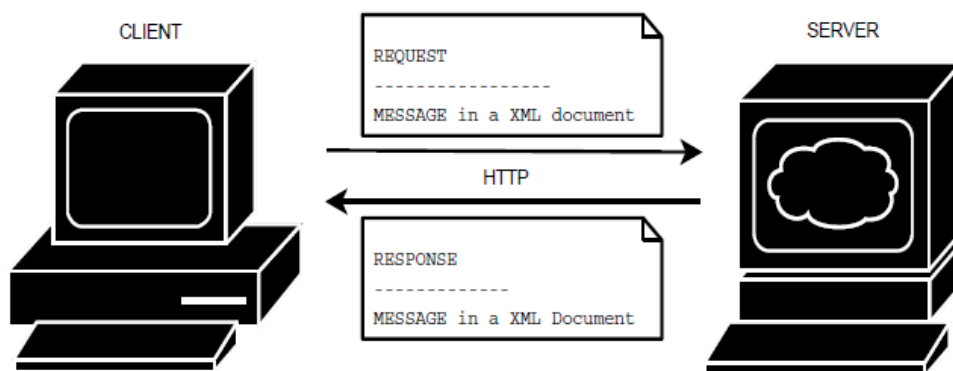 CLIENT
SERVER
REQUEST
-----------------
MESSAGE in a XML document
HTTP
RESPONSE
-------------
MESSAGE in a XML Document